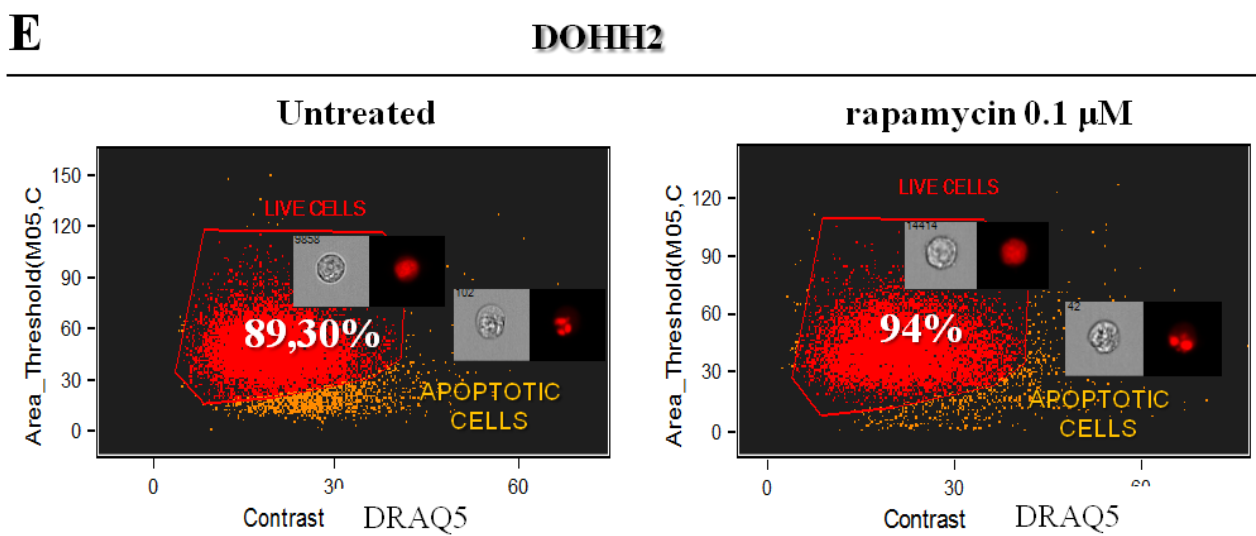 E
DOHH2
Untreated
rapamycin 0.1 μM
Area_Threshold(M05,C
150
120
90
60
30
0
LIVE CELLS
9858
102
89,30%
APOPTOTIC
CELLS
0
30
60
Contrast DRAQ5
Area_Threshold(M05,C
120
90
60
30
0
LIVE CELLS
14414
42
94%
APOPTOTIC
CELLS
0
30
60
Contrast DRAQ5